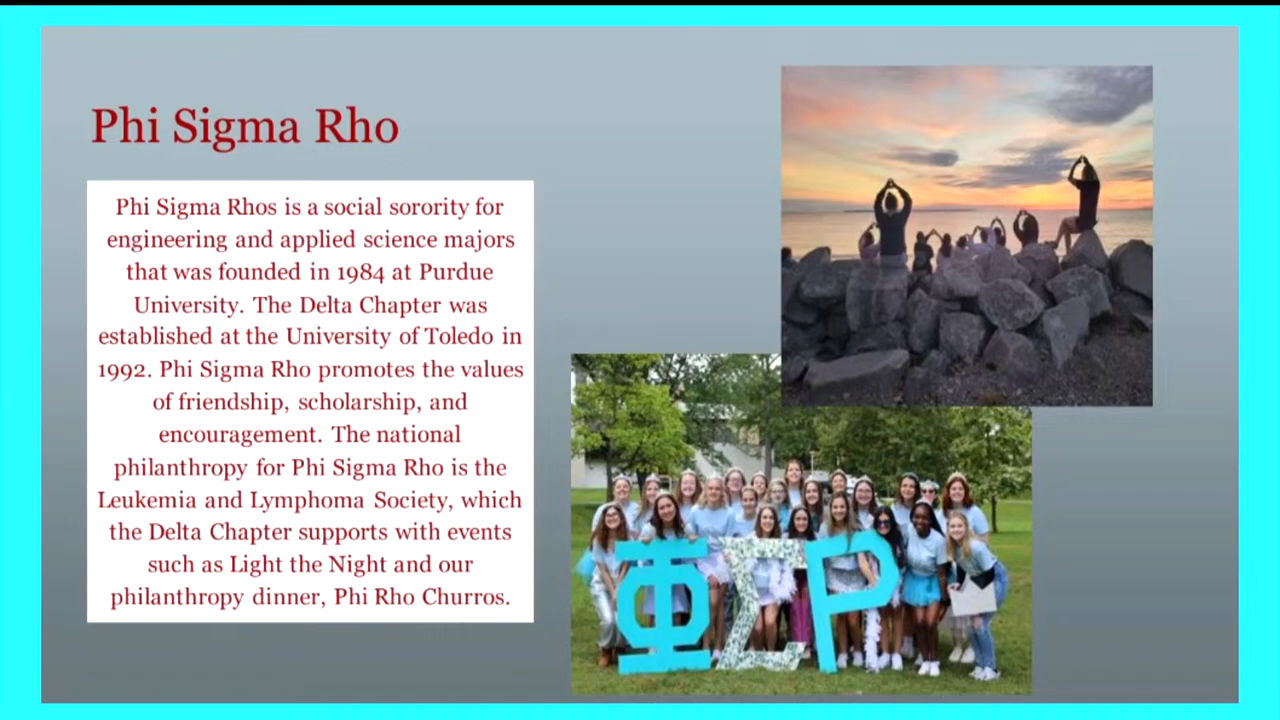 Phi Sigma Rho
Phi Sigma Rhos is a social sorority for
engineering and applied science majors
that was founded in 1984 at Purdue
University. The Delta Chapter was
established at the University of Toledo in
1992. Phi Sigma Rho promotes the values
of friendship, scholarship, and
encouragement. The national
philanthropy for Phi Sigma Rho is the
Leukemia and Lymphoma Society, which
the Delta Chapter supports with events
such as Light the Night and our
philanthropy dinner, Phi Rho Churros.
ΦΣΡ